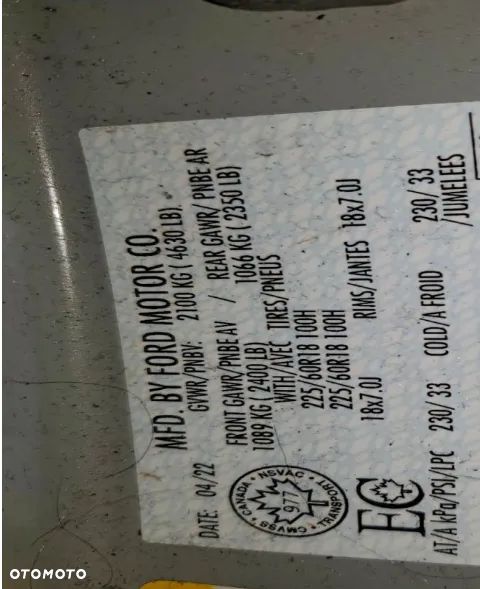 MFD. BY FORD MOTOR CO.
DATE: 04/22 GVWR/PNBV: 2100 KG ( 4630 LB).
FRONT GAWR/PNBE AV / REAR GAWR/ PNBE AR
1089 KG ( 2400 LB) 1066 KG ( 2350 LB)
WITH/AVEC TIRES/PNEUS
225/60R18 100H
225/60R18 100H
RIMS/JANTES 18x7.0J
18x7.0J
AT/A kPa/PSI/LPC 230/ 33 COLD/A FROID 230/ 33
/JUMELEES
CANADA · NSVAC · TRANSPORT · CMVSS
977
EC
OTOMOTO